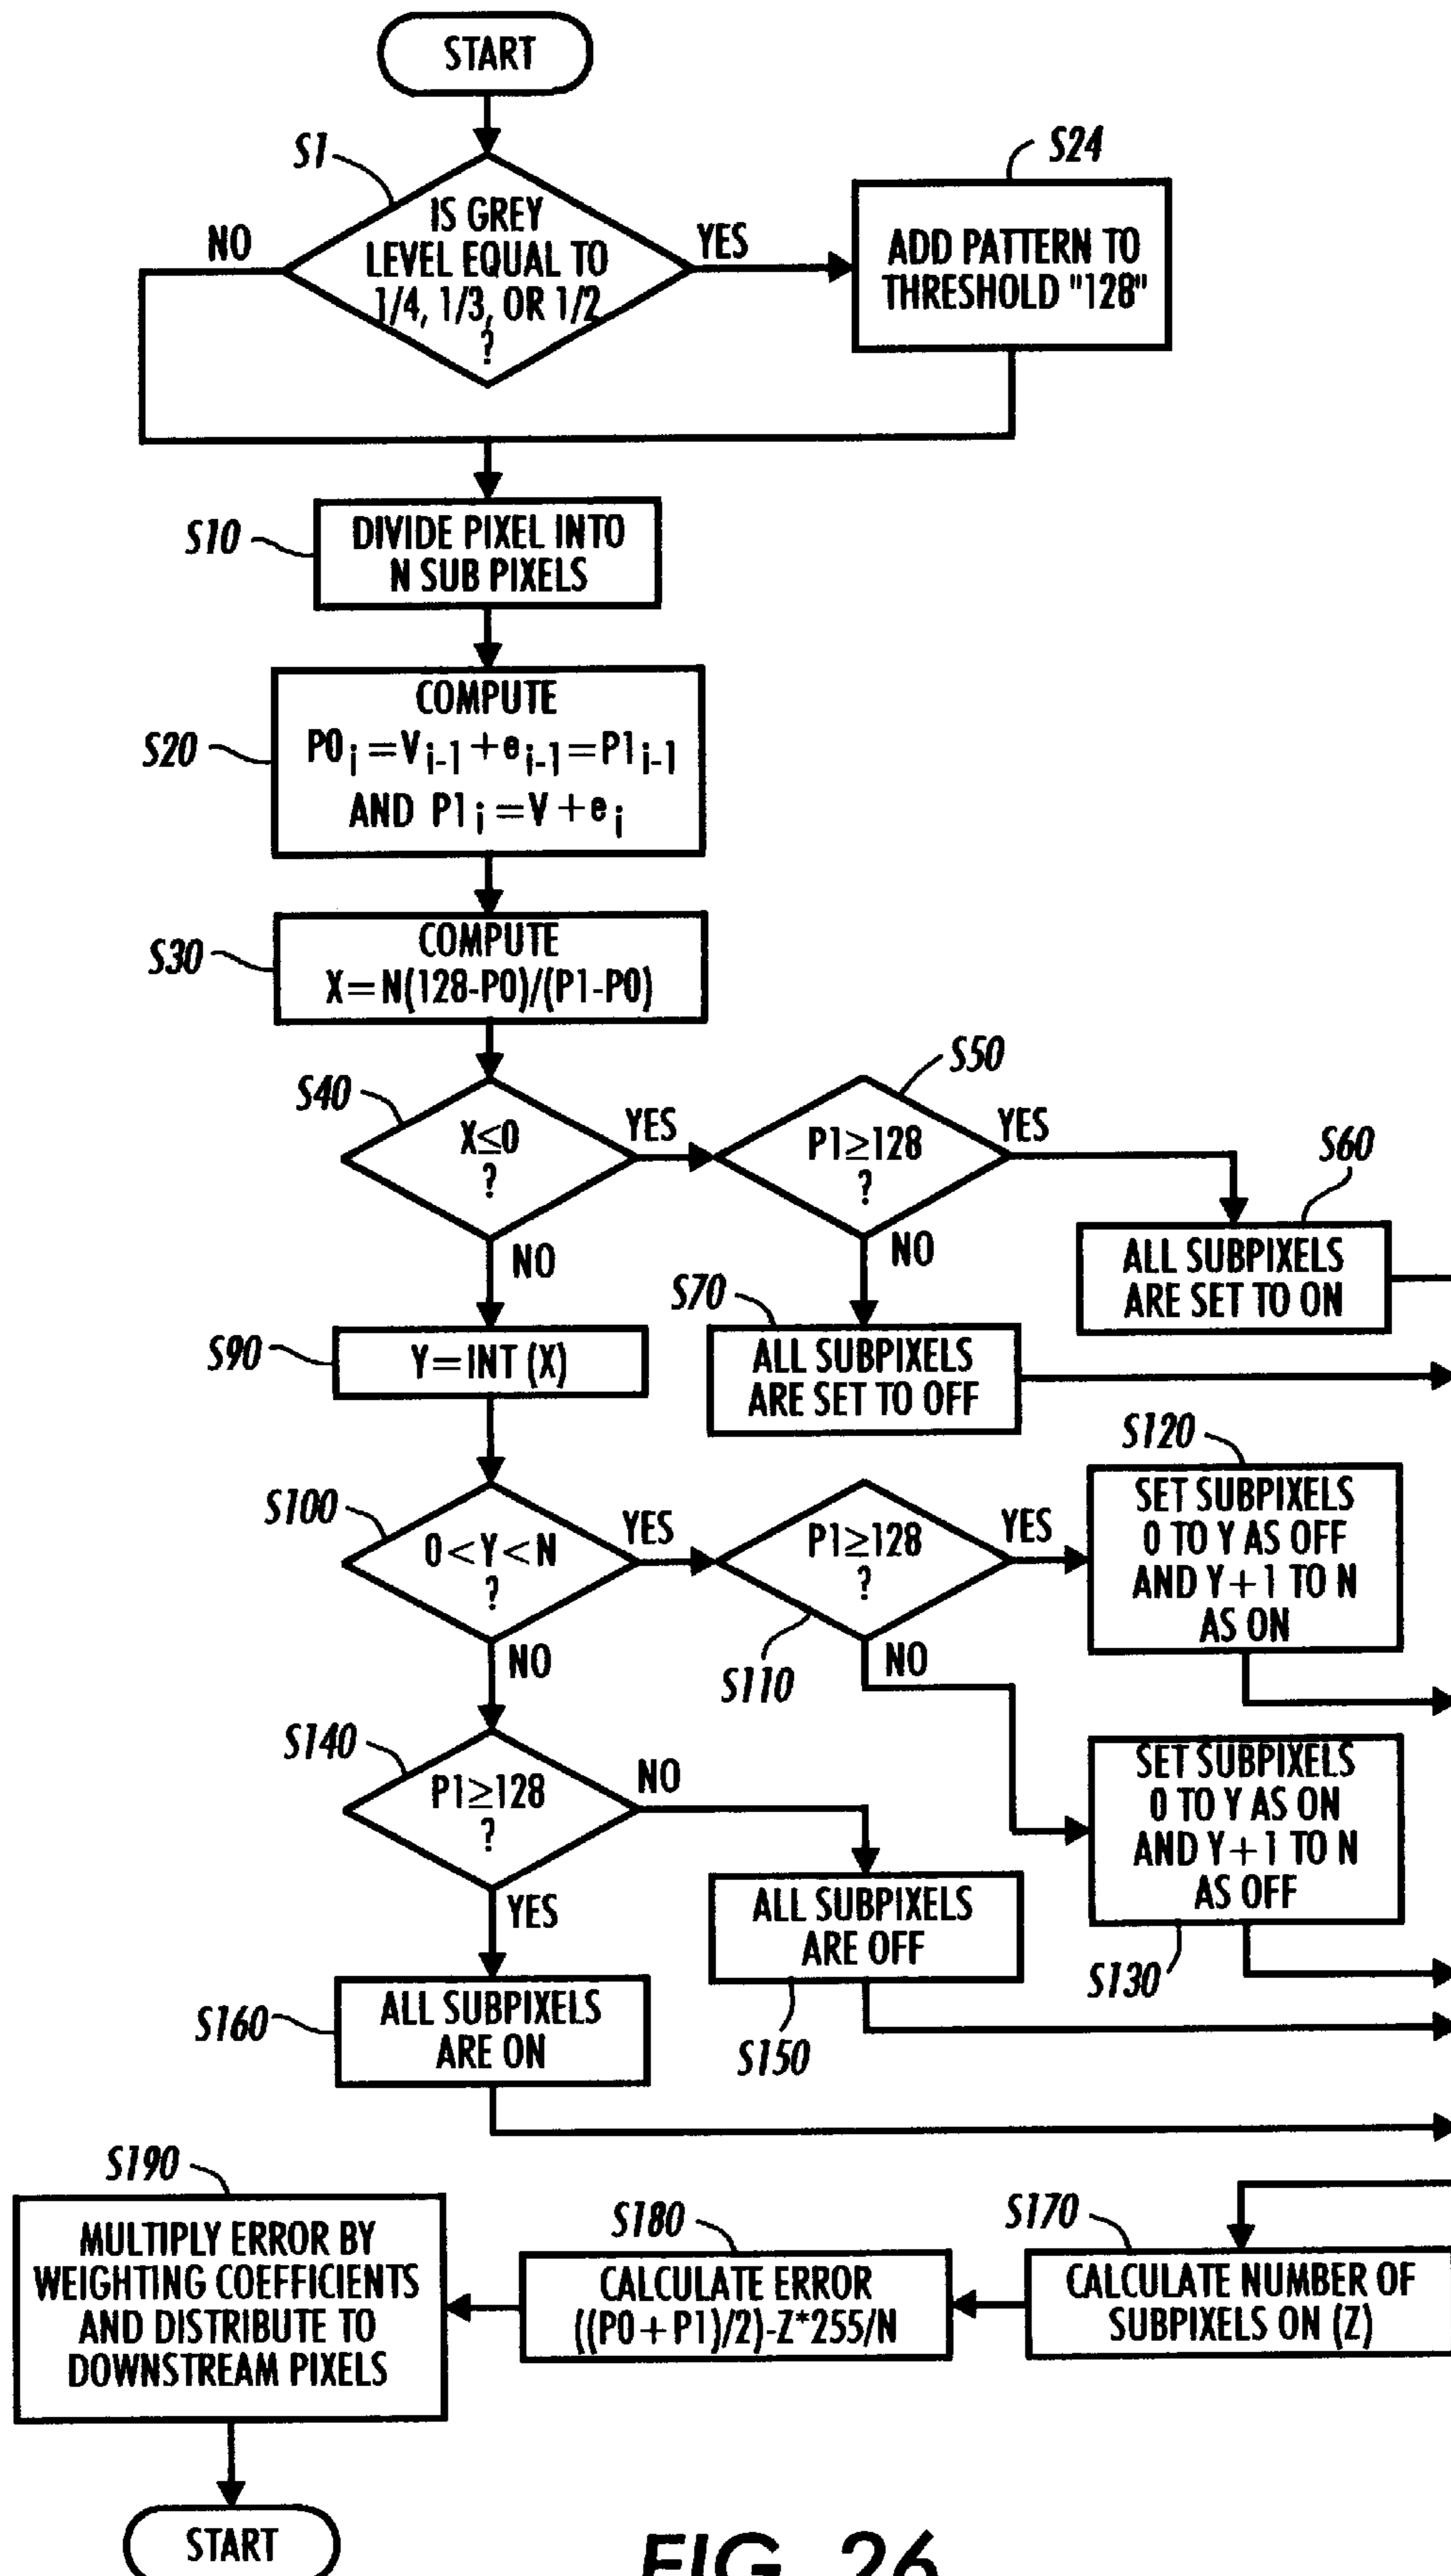 START
S1
IS GREY
LEVEL EQUAL TO
1/4, 1/3, OR 1/2
?
NO
YES
S24
ADD PATTERN TO
THRESHOLD "128"
S10
DIVIDE PIXEL INTO
N SUB PIXELS
S20
COMPUTE
P0 i = V i-1 + e i-1 = P1 i-1
AND P1 i = V + e i
S30
COMPUTE
X=N(128-P0)/(P1-P0)
S40
X≤0
?
YES
NO
S50
P1≥128
?
YES
NO
S60
ALL SUBPIXELS
ARE SET TO ON
S70
ALL SUBPIXELS
ARE SET TO OFF
S90
Y=INT (X)
S100
0<Y<N
?
YES
NO
S110
P1≥128
?
YES
NO
S120
SET SUBPIXELS
0 TO Y AS OFF
AND Y+1 TO N
AS ON
S130
SET SUBPIXELS
0 TO Y AS ON
AND Y+1 TO N
AS OFF
S140
P1≥128
?
NO
YES
S150
ALL SUBPIXELS
ARE OFF
S160
ALL SUBPIXELS
ARE ON
S170
CALCULATE NUMBER OF
SUBPIXELS ON (Z)
S180
CALCULATE ERROR
((P0+P1)/2)-Z*255/N
S190
MULTIPLY ERROR BY
WEIGHTING COEFFICIENTS
AND DISTRIBUTE TO
DOWNSTREAM PIXELS
START
FIG. 26